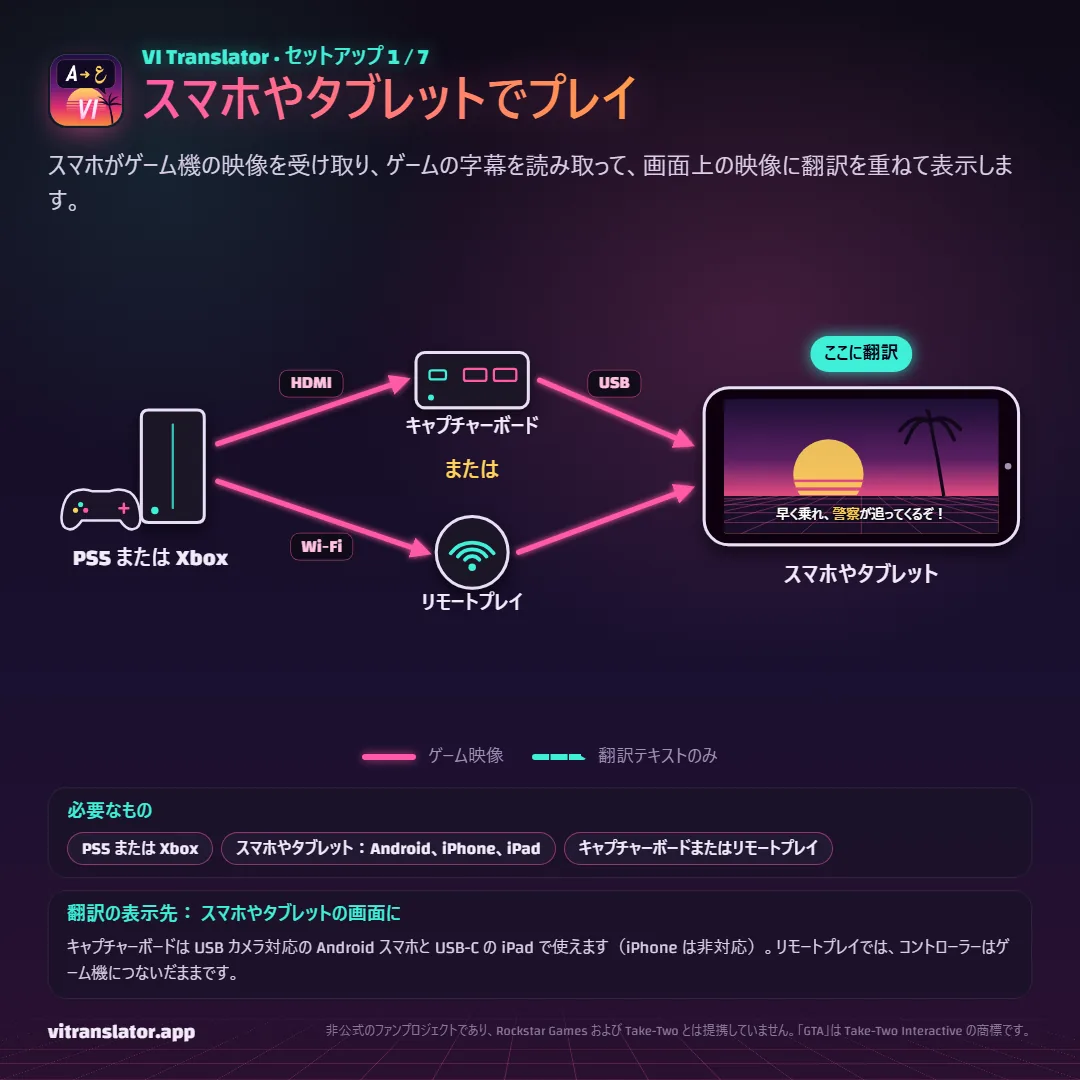 A→ع
VI
VI Translator · セットアップ 1 / 7
スマホやタブレットでプレイ
スマホがゲーム機の映像を受け取り、ゲームの字幕を読み取って、画面上の映像に翻訳を重ねて表示しま
す。
ここに翻訳
HDMI
USB
キャプチャーボード
または
早く乗れ、警察が追ってくるぞ！
Wi-Fi
PS5 または Xbox
スマホやタブレット
リモートプレイ
ゲーム映像
翻訳テキストのみ
必要なもの
PS5 または Xbox
スマホやタブレット：Android、iPhone、iPad
キャプチャーボードまたはリモートプレイ
翻訳の表示先： スマホやタブレットの画面に
キャプチャーボードは USB カメラ対応の Android スマホと USB-C の iPad で使えます（iPhone は非対応）。リモートプレイでは、コントローラーはゲ
ーム機につないだままです。
vitranslator.app
非公式のファンプロジェクトであり、Rockstar Games および Take-Two とは提携していません。「GTA」は Take-Two Interactive の商標です。